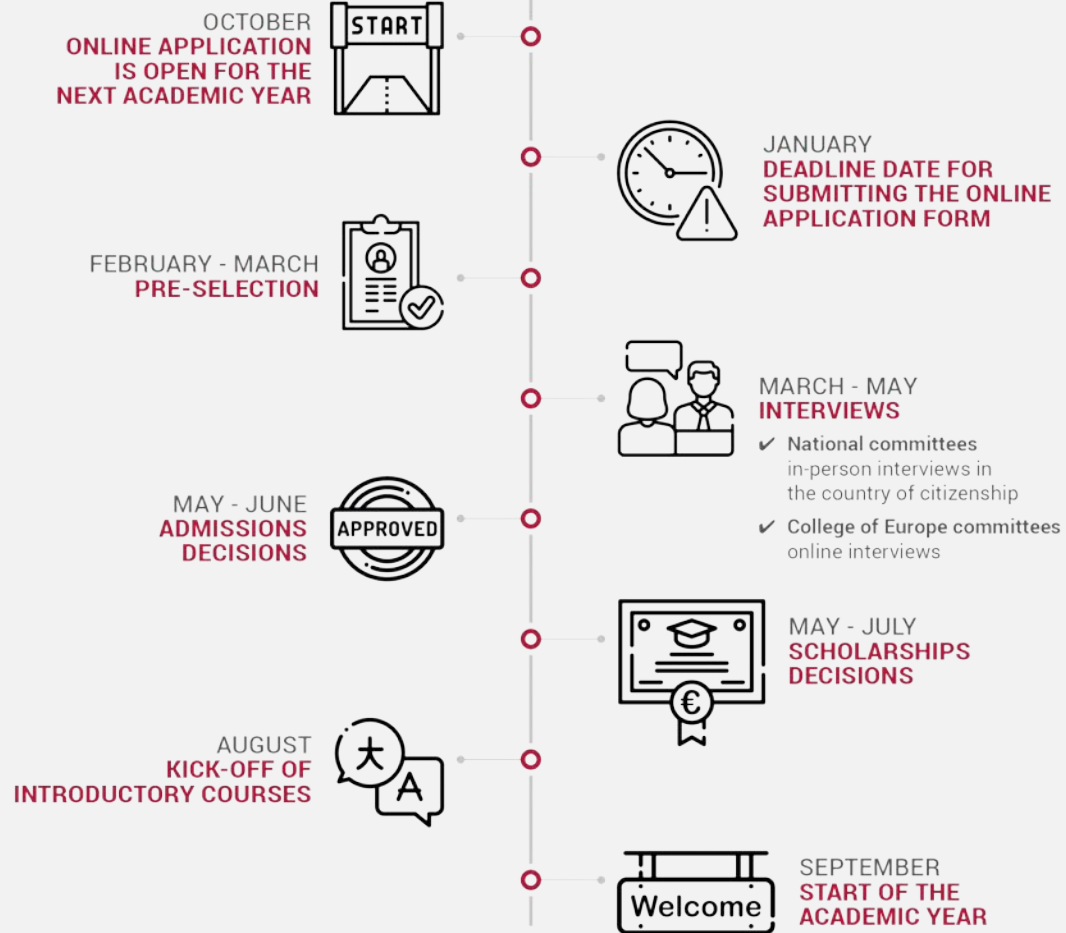 OCTOBER
ONLINE APPLICATION
IS OPEN FOR THE
NEXT ACADEMIC YEAR
START
JANUARY
DEADLINE DATE FOR
SUBMITTING THE ONLINE
APPLICATION FORM
FEBRUARY - MARCH
PRE-SELECTION
MARCH - MAY
INTERVIEWS
✔ National committees
in-person interviews in
the country of citizenship
✔ College of Europe committees
online interviews
MAY - JUNE
ADMISSIONS
DECISIONS
APPROVED
MAY - JULY
SCHOLARSHIPS
DECISIONS
€
AUGUST
KICK-OFF OF
INTRODUCTORY COURSES
大
A
SEPTEMBER
START OF THE
ACADEMIC YEAR
Welcome